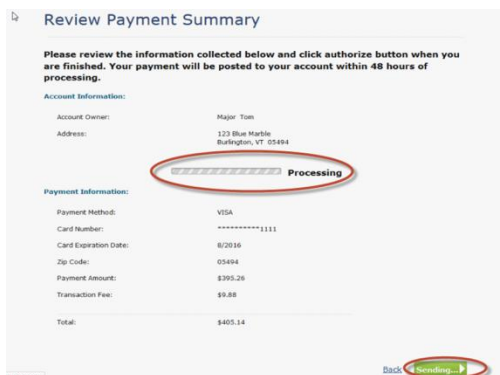 Review Payment Summary
Please review the information collected below and click authorize button when you
are finished. Your payment will be posted to your account within 48 hours of
processing.
Account Information:
Account Owner: Major Tom
Address: 123 Blue Marble
Burlington, VT 05494
Processing
Payment Information:
Payment Method: VISA
Card Number: **********1111
Card Expiration Date: 8/2016
Zip Code: 05494
Payment Amount: $395.26
Transaction Fee: $9.88
Total: $405.14
Back Sending...